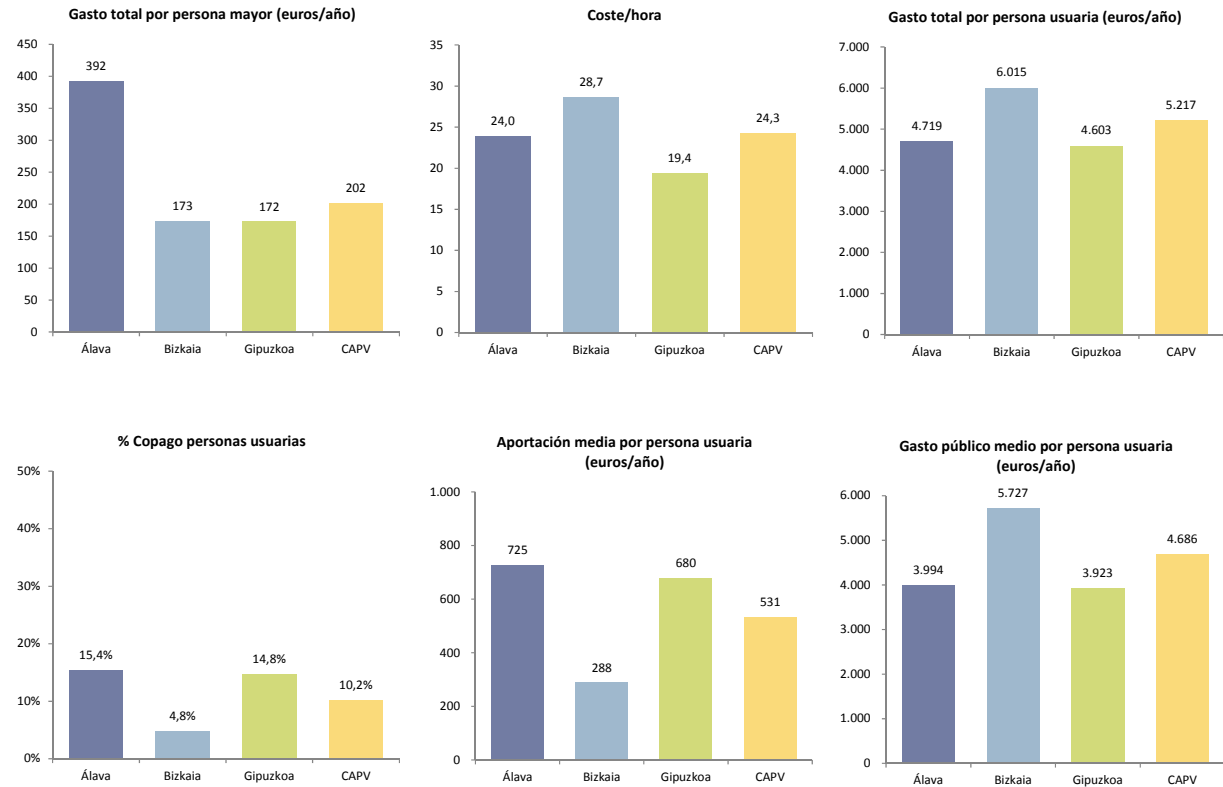 Gasto total por persona mayor (euros/año)
450
400
350
300
250
200
150
100
50
0
392
173
172
202
Álava
Bizkaia
Gipuzkoa
CAPV
Coste/hora
35
30
25
20
15
10
5
0
24,0
28,7
19,4
24,3
Álava
Bizkaia
Gipuzkoa
CAPV
Gasto total por persona usuaria (euros/año)
7.000
6.000
5.000
4.000
3.000
2.000
1.000
0
4.719
6.015
4.603
5.217
Álava
Bizkaia
Gipuzkoa
CAPV
% Copago personas usuarias
50%
40%
30%
20%
10%
0%
15,4%
4,8%
14,8%
10,2%
Álava
Bizkaia
Gipuzkoa
CAPV
Aportación media por persona usuaria
(euros/año)
1.000
800
600
400
200
0
725
288
680
531
Álava
Bizkaia
Gipuzkoa
CAPV
Gasto público medio por persona usuaria
(euros/año)
6.000
5.000
4.000
3.000
2.000
1.000
0
3.994
5.727
3.923
4.686
Álava
Bizkaia
Gipuzkoa
CAPV